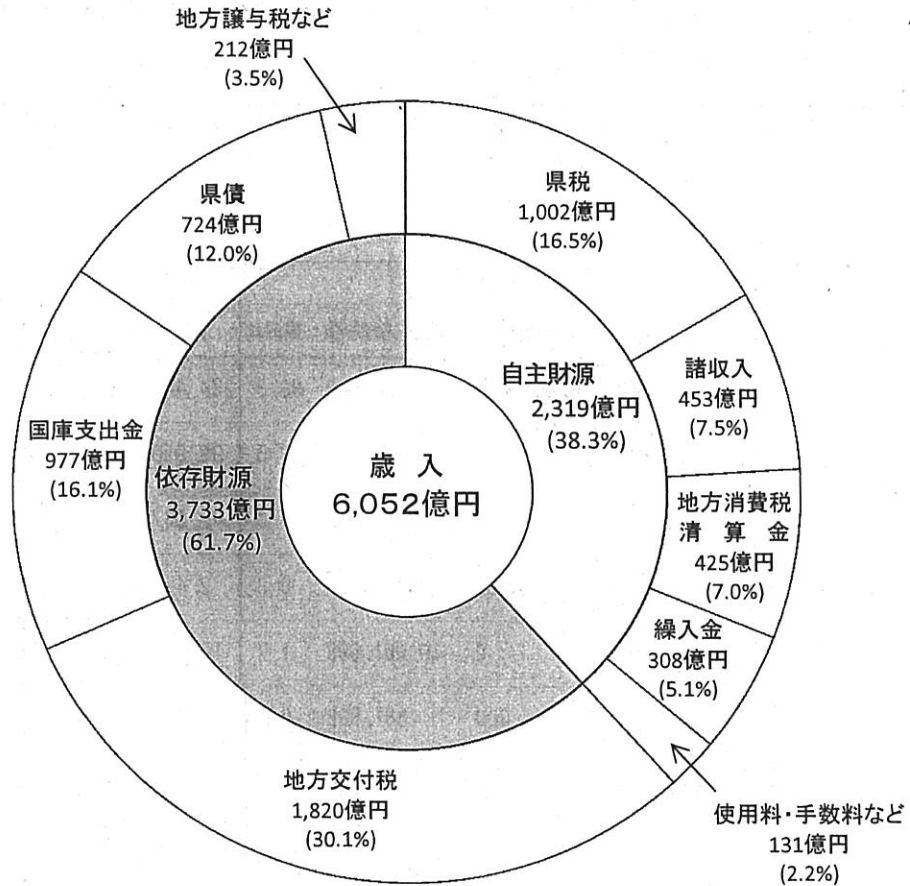 地方譲与税など
212億円
(3.5%)
県税
1,002億円
(16.5%)
県債
724億円
(12.0%)
諸収入
453億円
(7.5%)
自主財源
2,319億円
(38.3%)
国庫支出金
977億円
(16.1%)
依存財源
3,733億円
(61.7%)
歳 入
6,052億円
地方消費税
清 算 金
425億円
(7.0%)
繰入金
308億円
(5.1%)
地方交付税
1,820億円
(30.1%)
使用料・手数料など
131億円
(2.2%)